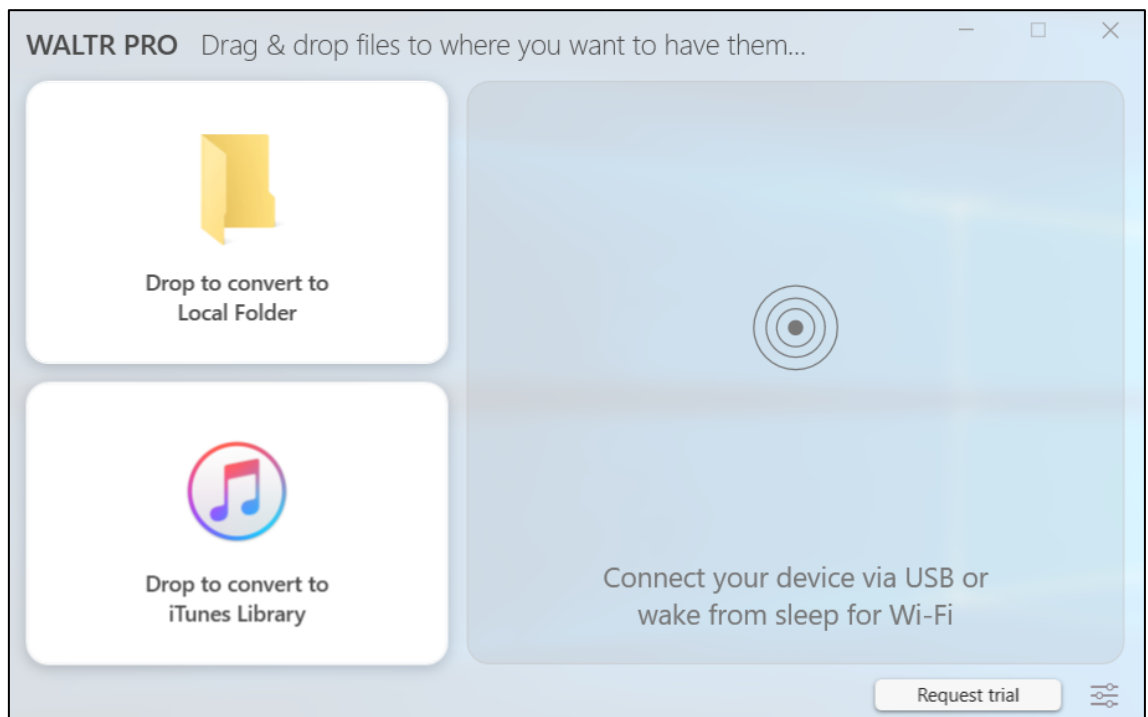 WALTR PRO Drag & drop files to where you want to have them...
Drop to convert to
Local Folder
Drop to convert to
iTunes Library
Connect your device via USB or
wake from sleep for Wi-Fi
Request trial